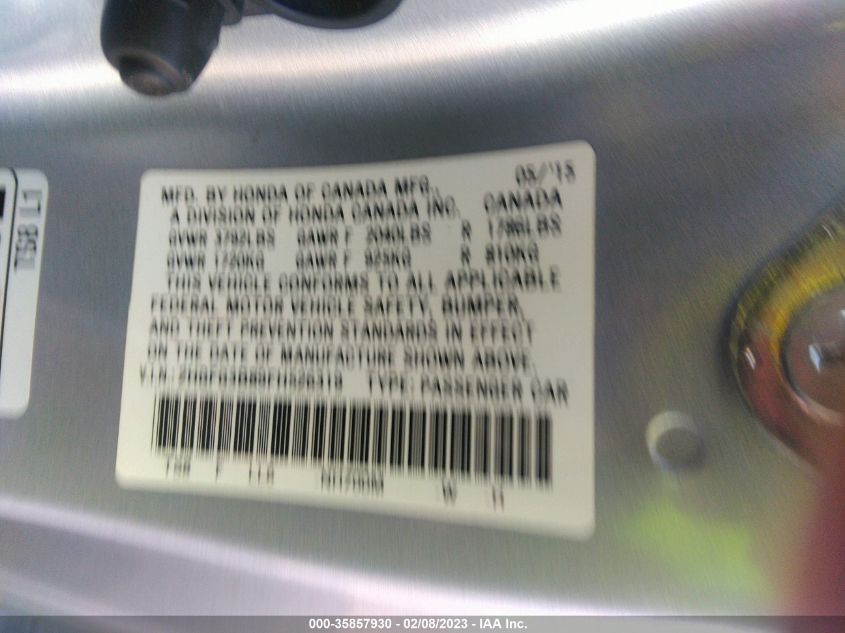 MFD. BY HONDA OF CANADA MFG., 05/'15
A DIVISION OF HONDA CANADA INC. CANADA
GVWR 3792LBS GAWR F 2040LBS R 1786LBS
GVWR 1720KG GAWR F 925KG R 810KG
THIS VEHICLE CONFORMS TO ALL APPLICABLE
FEDERAL MOTOR VEHICLE SAFETY, BUMPER,
AND THEFT PREVENTION STANDARDS IN EFFECT
ON THE DATE OF MANUFACTURE SHOWN ABOVE.
V.I.N.: TYPE: PASSENGER CAR
F W H
000-35857930 - 02/08/2023 - IAA Inc.